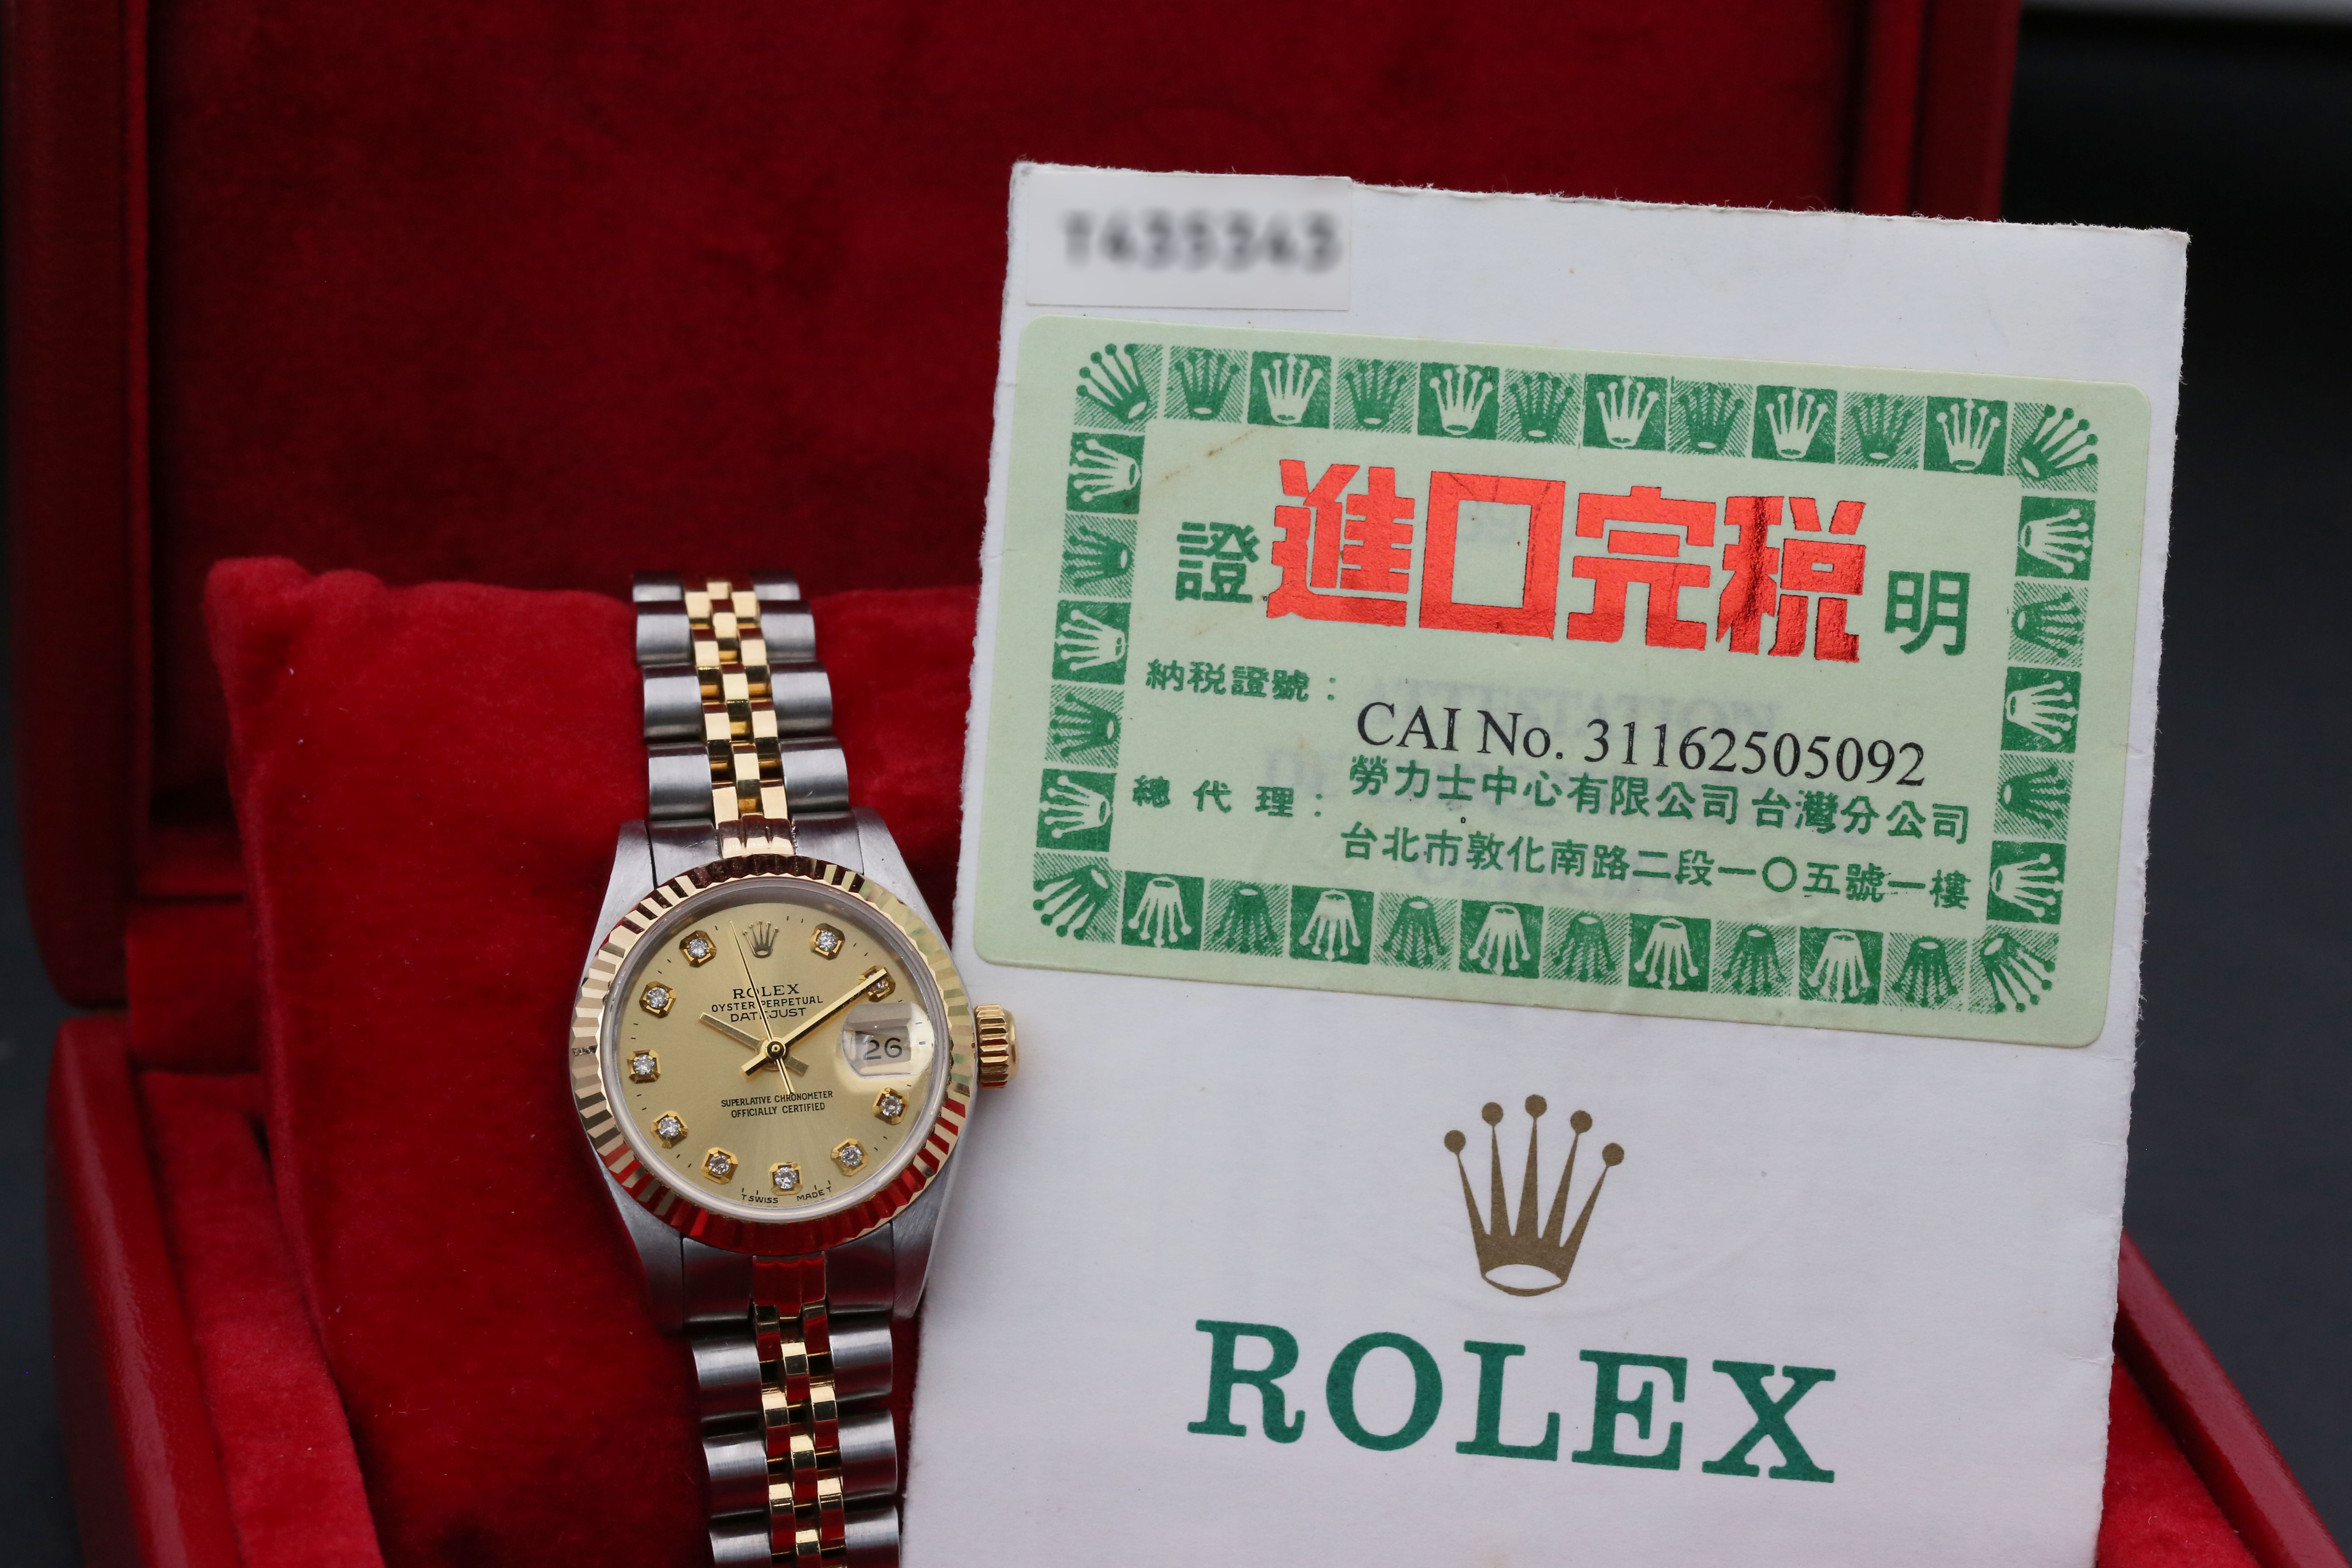 證進口完税明
納税證號：
CAI No. 31162505092
總代理：勞力士中心有限公司台灣分公司
台北市敦化南路二段一〇五號一樓
ROLEX
ROLEX
OYSTER PERPETUAL
DATEJUST
26
SUPERLATIVE CHRONOMETER
OFFICIALLY CERTIFIED
T SWISS MADE T